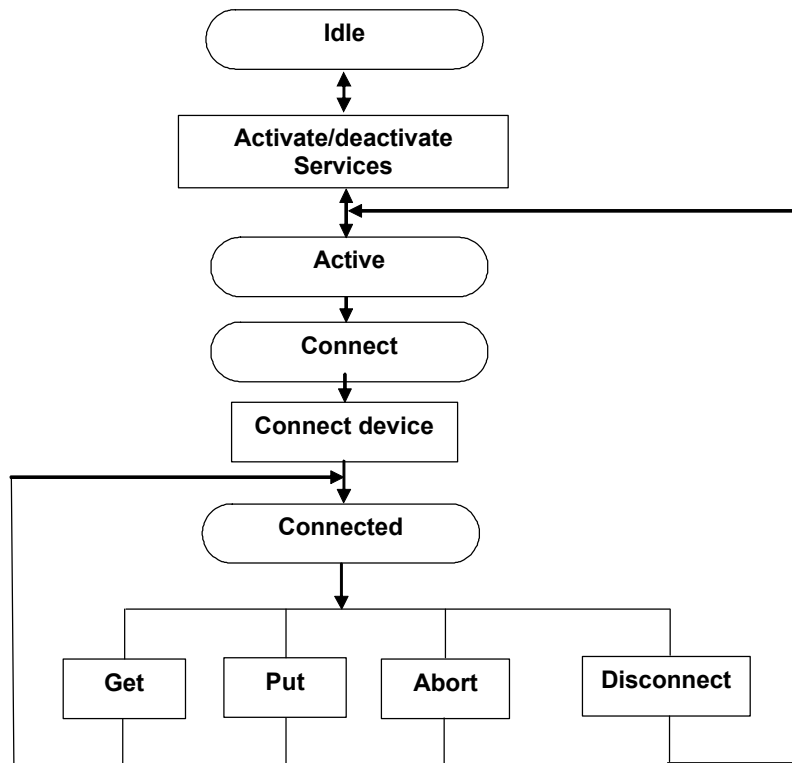 Idle
Activate/deactivate
Services
Active
Connect
Connect device
Connected
Get
Put
Abort
Disconnect